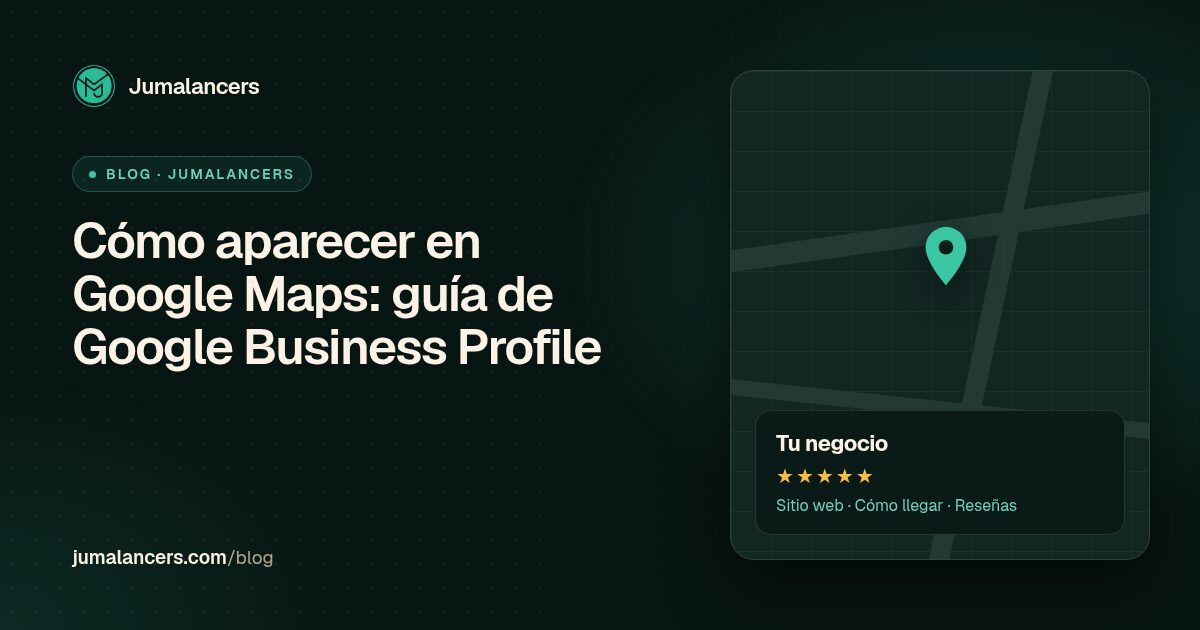 Jumalancers
BLOG · JUMALANCERS
Cómo aparecer en
Google Maps: guía de
Google Business Profile
jumalancers.com/blog
Tu negocio
★★★★★
Sitio web · Cómo llegar · Reseñas